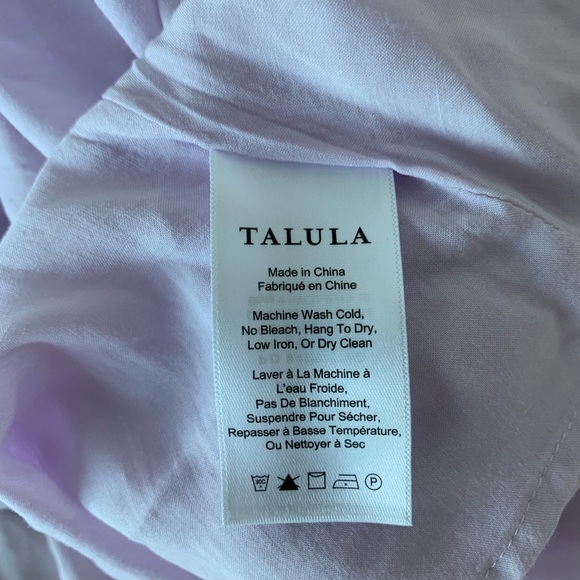 TALULA
Made in China
Fabriqué en Chine
Machine Wash Cold,
No Bleach, Hang To Dry,
Low Iron, Or Dry Clean
Laver à La Machine à
L'eau Froide,
Pas De Blanchiment,
Suspendre Pour Sécher,
Repasser à Basse Température,
Ou Nettoyer à Sec
30C P